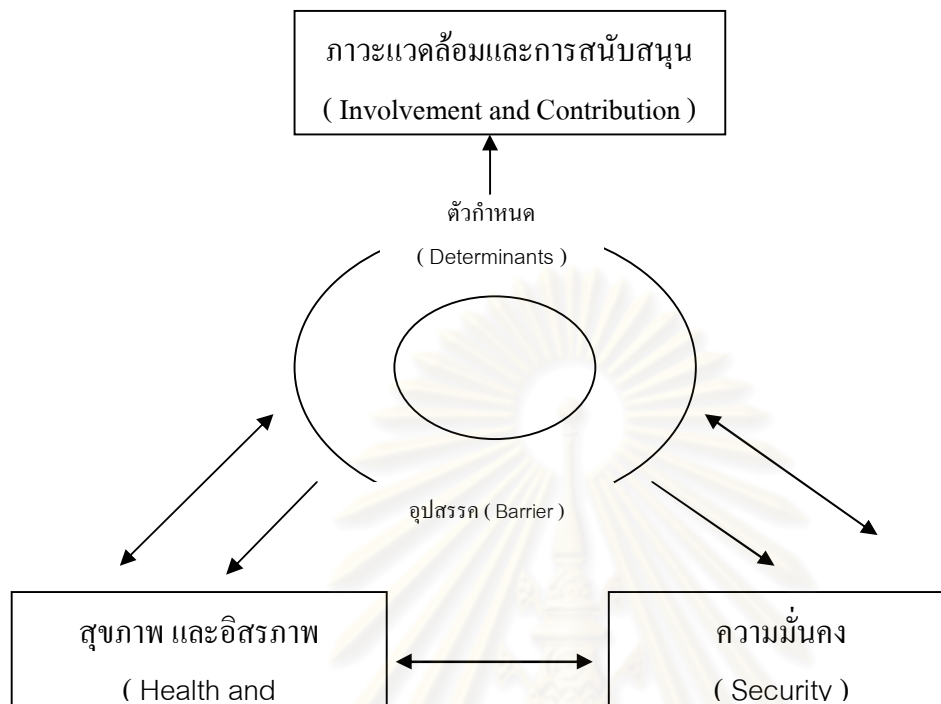 ภาวะแวดล้อมและการสนับสนุน
( Involvement and Contribution )
ตัวกำหนด
( Determinants )
อุปสรรค ( Barrier )
สุขภาพ และอิสรภาพ
( Health and
ความมั่นคง
( Security )